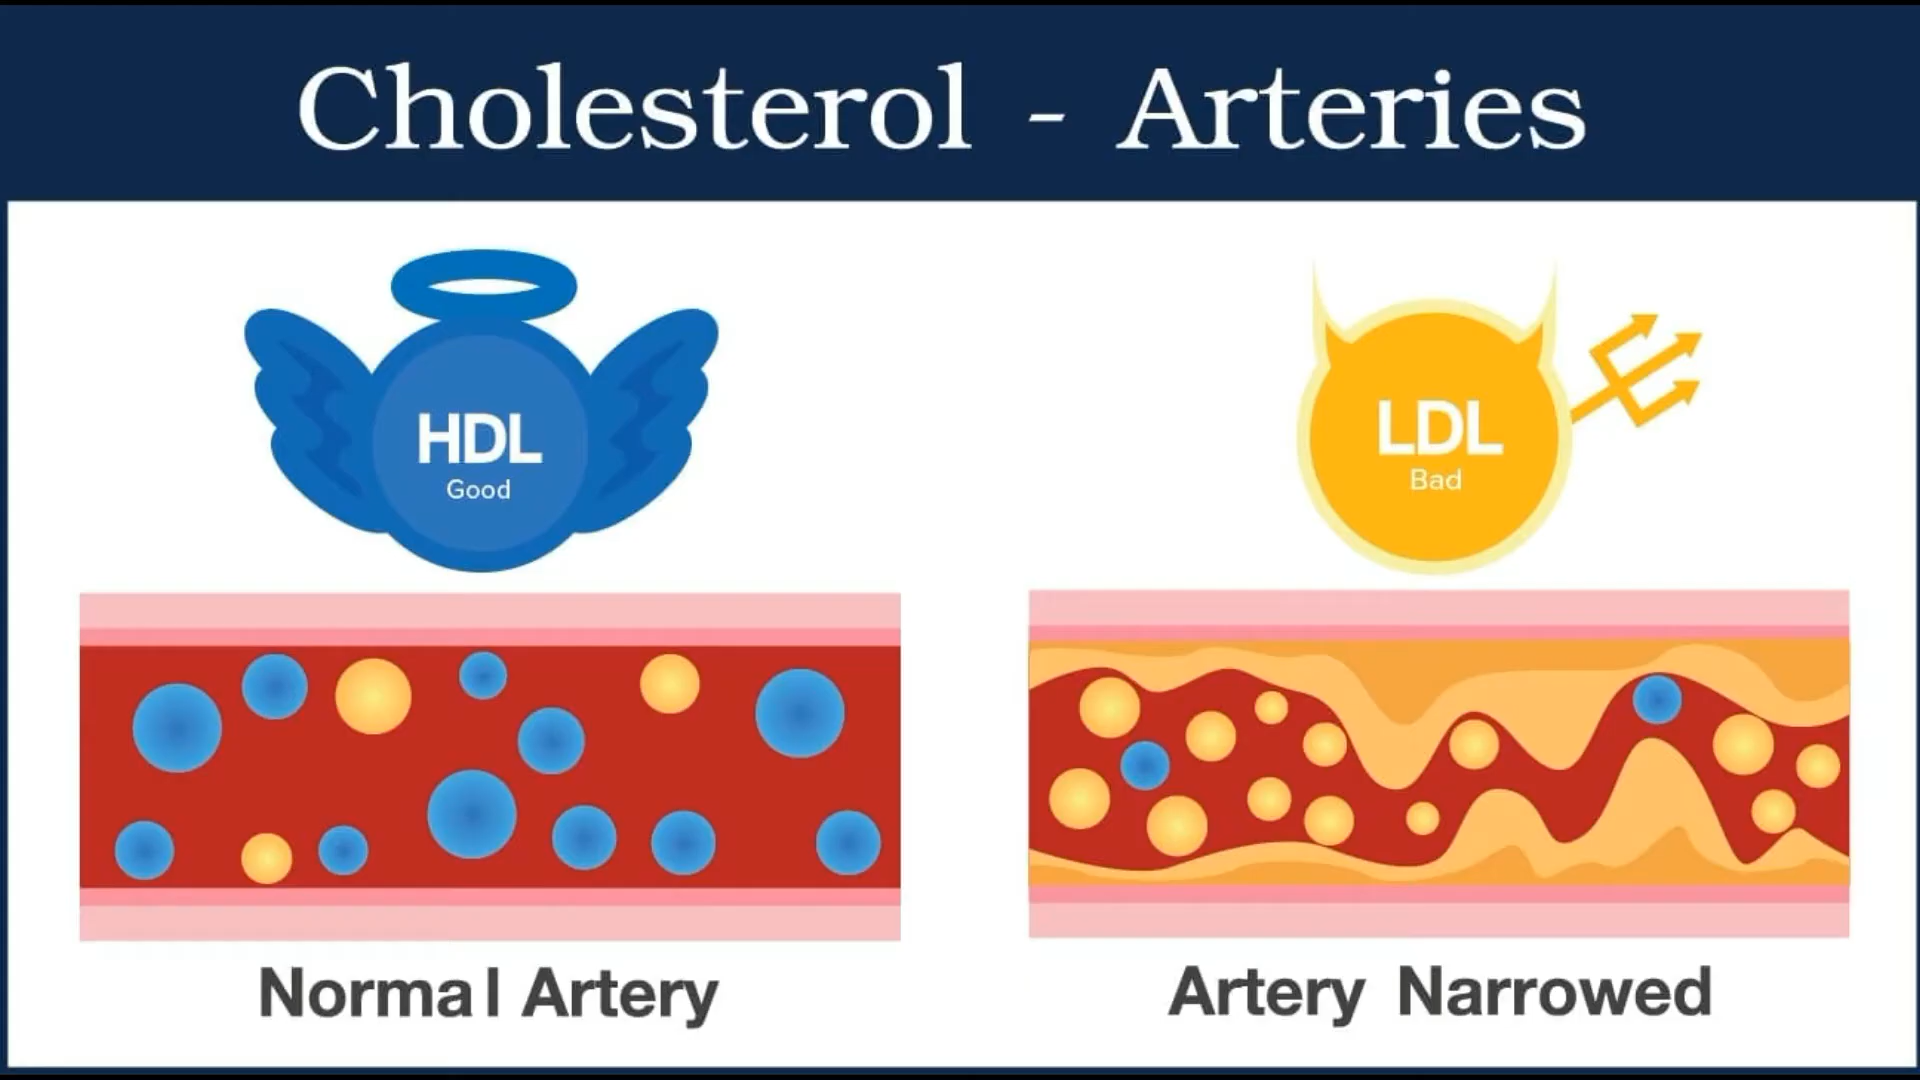 Cholesterol - Arteries
HDL
Good
LDL
Bad
Normal Artery
Artery Narrowed